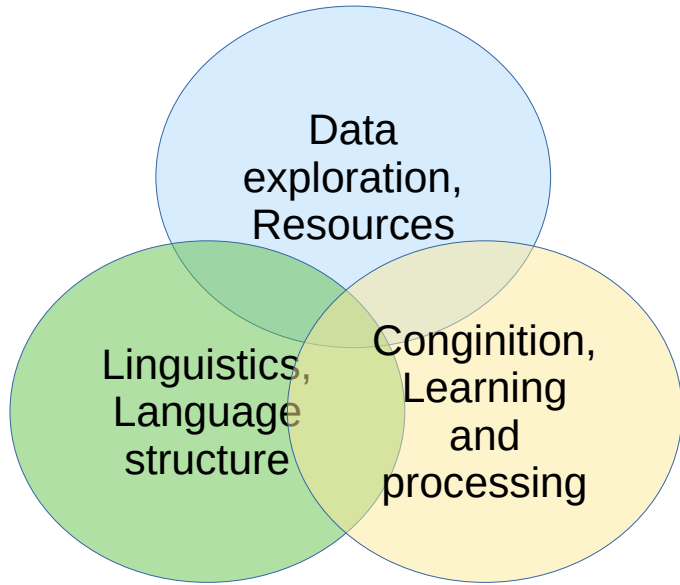 Data
exploration,
Resources
Linguistics,
Language
structure
Conginition,
Learning
and
processing